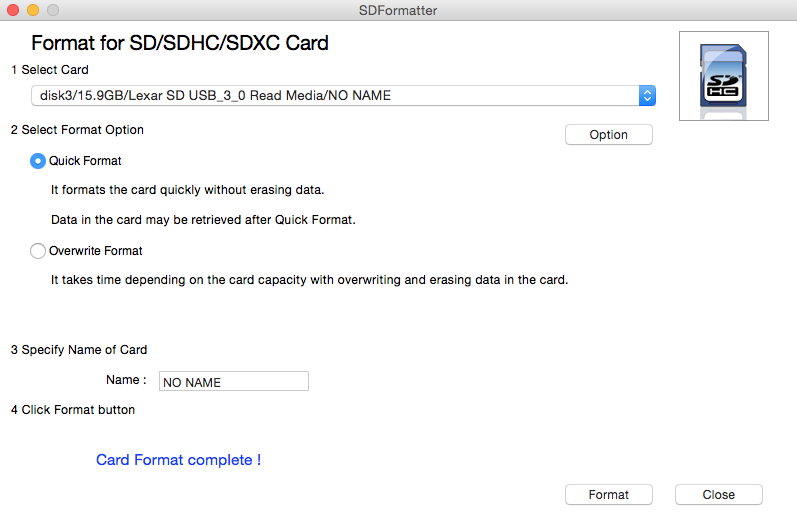 SDFormatter
Format for SD/SDHC/SDXC Card
1 Select Card
disk3/15.9GB/Lexar SD USB_3_0 Read Media/NO NAME
SD
HC
2 Select Format Option
Option
Quick Format
It formats the card quickly without erasing data.
Data in the card may be retrieved after Quick Format.
Overwrite Format
It takes time depending on the card capacity with overwriting and erasing data in the card.
3 Specify Name of Card
Name : NO NAME
4 Click Format button
Card Format complete !
Format Close